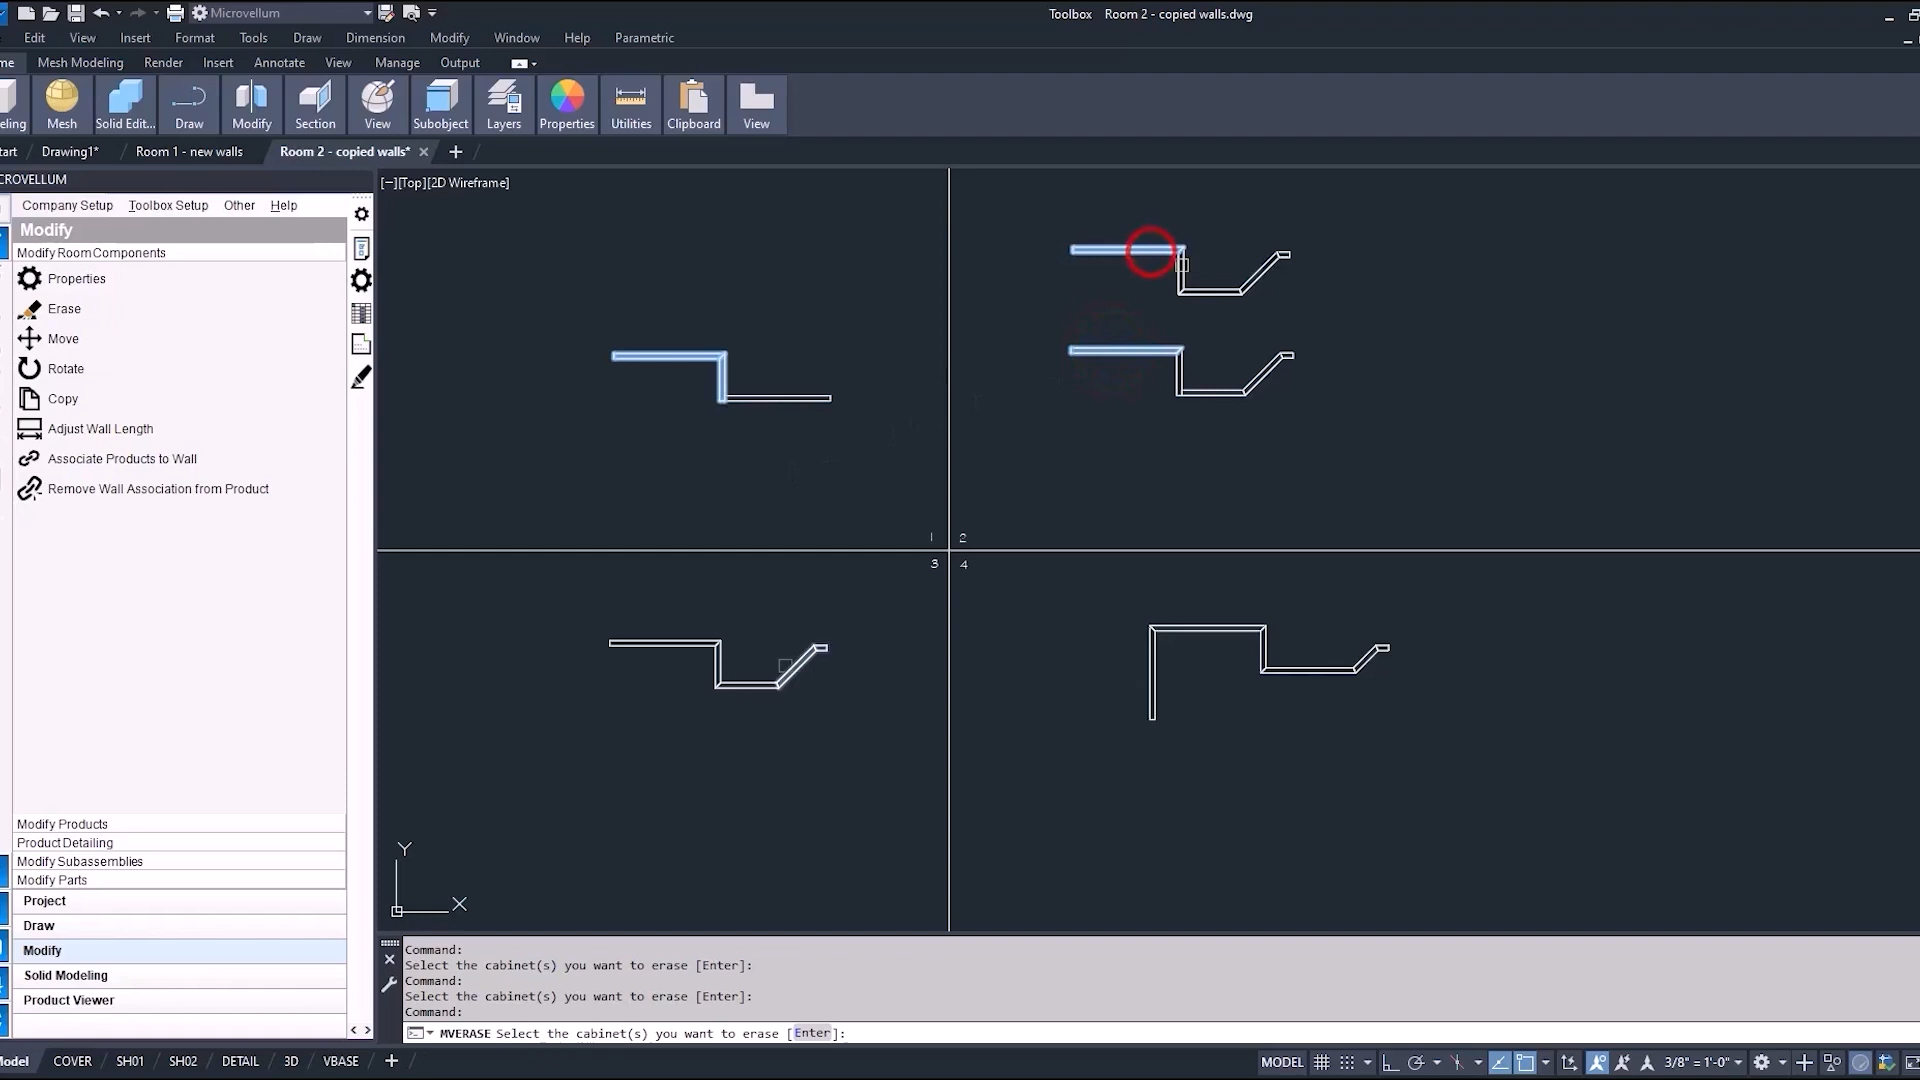 Microvellum
Toolbox Room 2 - copied walls.dwg
Edit View Insert Format Tools Draw Dimension Modify Window Help Parametric
me Mesh Modeling Render Insert Annotate View Manage Output
eling Mesh Solid Edit... Draw Modify Section View Subobject Layers Properties Utilities Clipboard View
tart Drawing1* Room 1 - new walls Room 2 - copied walls*
CROVELLUM
[−][Top][2D Wireframe]
Company Setup Toolbox Setup Other Help
Modify
Modify Room Components
Properties
Erase
Move
Rotate
Copy
Adjust Wall Length
Associate Products to Wall
Remove Wall Association from Product
1 2
3 4
Modify Products
Product Detailing
Modify Subassemblies
Modify Parts
Project
Draw
Modify
Solid Modeling
Product Viewer
Y
X
Command:
Select the cabinet(s) you want to erase [Enter]:
Command:
Select the cabinet(s) you want to erase [Enter]:
Command:
MVERASE Select the cabinet(s) you want to erase [Enter]:
Model COVER SH01 SH02 DETAIL 3D VBASE
MODEL 3/8" = 1'-0"